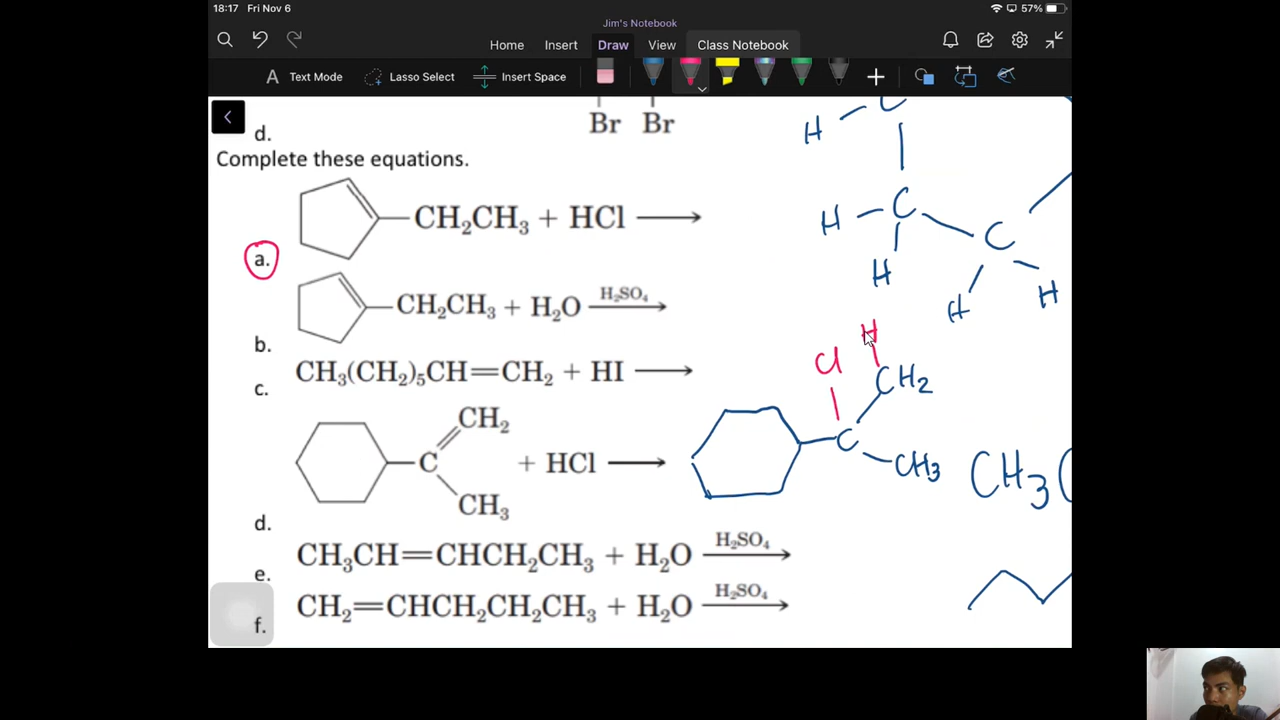 18:17 Fri Nov 6
57%
Jim's Notebook
Home Insert Draw View Class Notebook
Text Mode Lasso Select Insert Space
Br Br
d.
Complete these equations.
CH₂CH₃ + HCl ⟶
a.
CH₂CH₃ + H₂O H₂SO₄ ⟶
b.
CH₃(CH₂)₅CH=CH₂ + HI ⟶
c.
CH₂
C + HCl ⟶
CH₃
d.
CH₃CH=CHCH₂CH₃ + H₂O H₂SO₄ ⟶
e.
CH₂=CHCH₂CH₂CH₃ + H₂O H₂SO₄ ⟶
f.
C
H
H C
C
H
H H
H
Cl
CH₂
C
CH₃
CH₃(